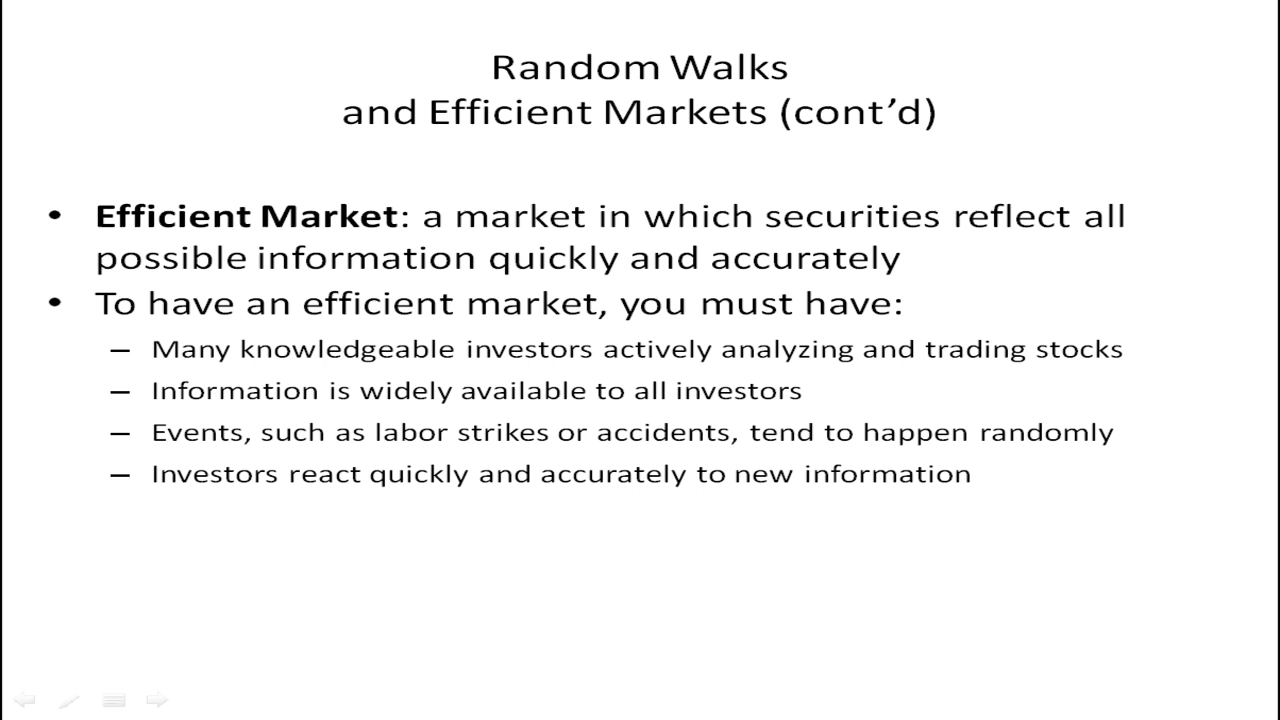 Random Walks
and Efficient Markets (cont’d)
• Efficient Market: a market in which securities reflect all
possible information quickly and accurately
• To have an efficient market, you must have:
– Many knowledgeable investors actively analyzing and trading stocks
– Information is widely available to all investors
– Events, such as labor strikes or accidents, tend to happen randomly
– Investors react quickly and accurately to new information